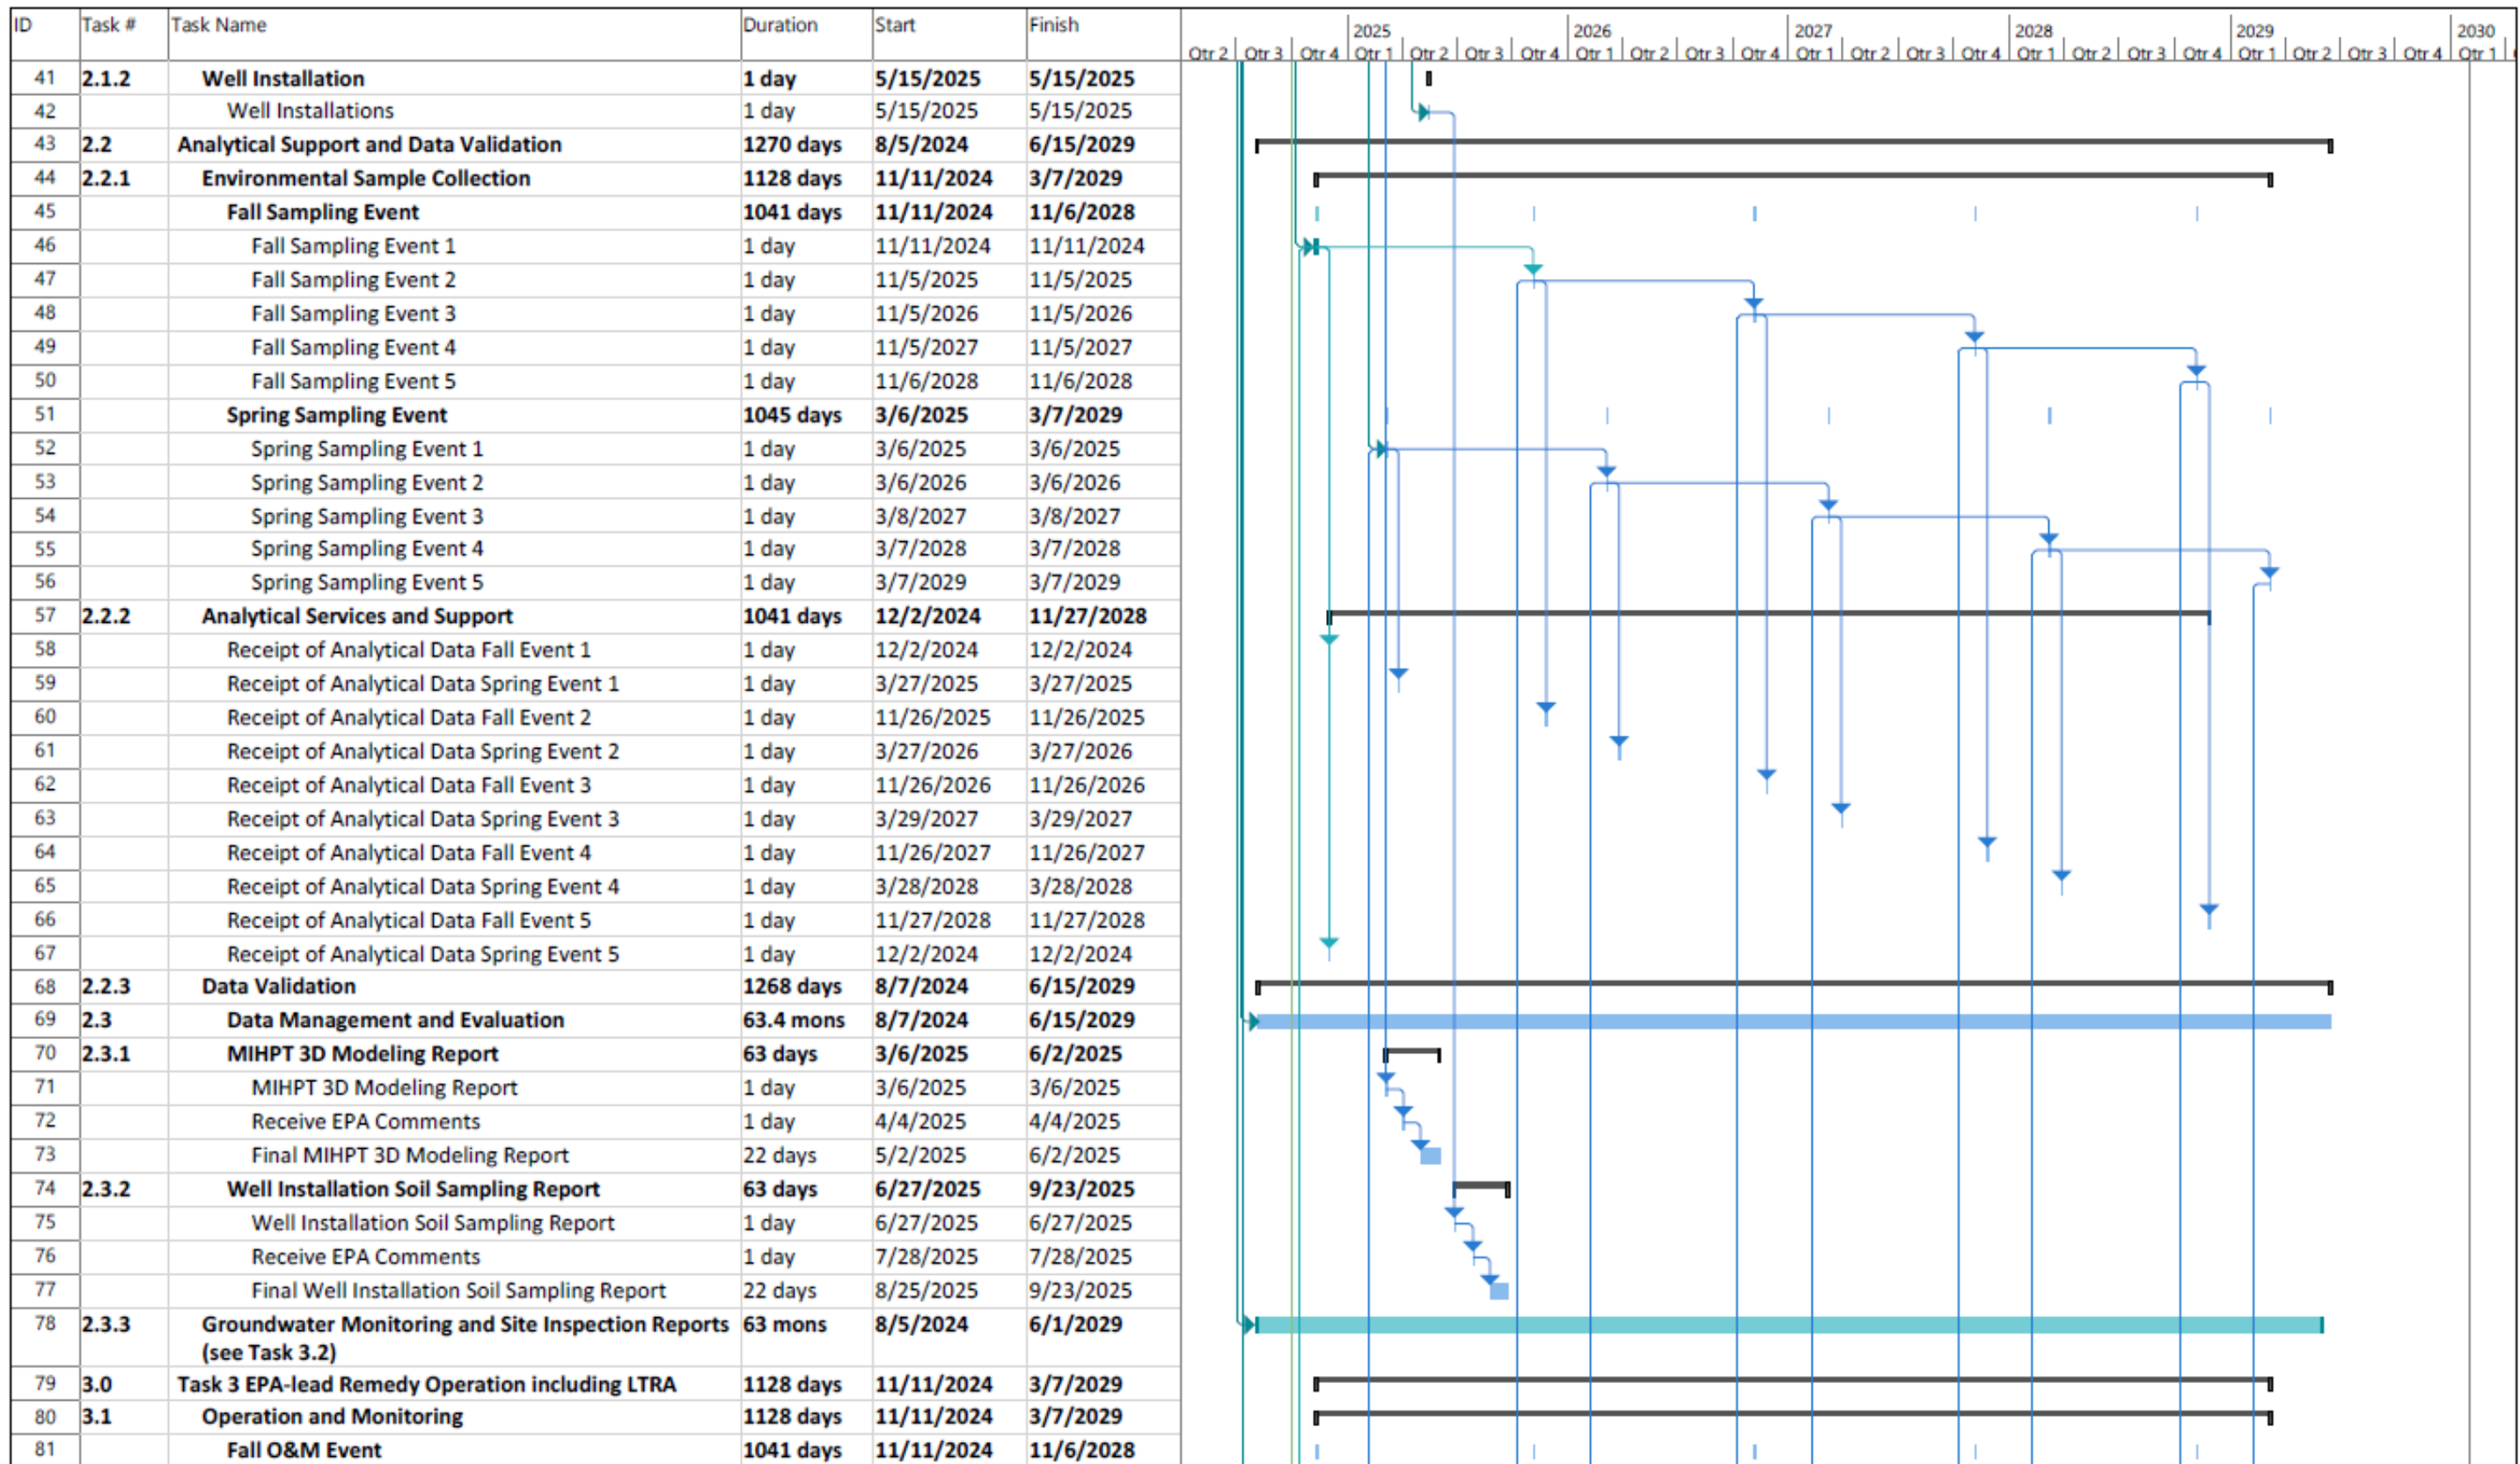 ID Task # Task Name Duration Start Finish
2025 2026 2027 2028 2029 2030
Qtr 2 Qtr 3 Qtr 4 Qtr 1 Qtr 2 Qtr 3 Qtr 4 Qtr 1 Qtr 2 Qtr 3 Qtr 4 Qtr 1 Qtr 2 Qtr 3 Qtr 4 Qtr 1 Qtr 2 Qtr 3 Qtr 4 Qtr 1 Qtr 2 Qtr 3 Qtr 4 Qtr 1
41 2.1.2 Well Installation 1 day 5/15/2025 5/15/2025
42 Well Installations 1 day 5/15/2025 5/15/2025
43 2.2 Analytical Support and Data Validation 1270 days 8/5/2024 6/15/2029
44 2.2.1 Environmental Sample Collection 1128 days 11/11/2024 3/7/2029
45 Fall Sampling Event 1041 days 11/11/2024 11/6/2028
46 Fall Sampling Event 1 1 day 11/11/2024 11/11/2024
47 Fall Sampling Event 2 1 day 11/5/2025 11/5/2025
48 Fall Sampling Event 3 1 day 11/5/2026 11/5/2026
49 Fall Sampling Event 4 1 day 11/5/2027 11/5/2027
50 Fall Sampling Event 5 1 day 11/6/2028 11/6/2028
51 Spring Sampling Event 1045 days 3/6/2025 3/7/2029
52 Spring Sampling Event 1 1 day 3/6/2025 3/6/2025
53 Spring Sampling Event 2 1 day 3/6/2026 3/6/2026
54 Spring Sampling Event 3 1 day 3/8/2027 3/8/2027
55 Spring Sampling Event 4 1 day 3/7/2028 3/7/2028
56 Spring Sampling Event 5 1 day 3/7/2029 3/7/2029
57 2.2.2 Analytical Services and Support 1041 days 12/2/2024 11/27/2028
58 Receipt of Analytical Data Fall Event 1 1 day 12/2/2024 12/2/2024
59 Receipt of Analytical Data Spring Event 1 1 day 3/27/2025 3/27/2025
60 Receipt of Analytical Data Fall Event 2 1 day 11/26/2025 11/26/2025
61 Receipt of Analytical Data Spring Event 2 1 day 3/27/2026 3/27/2026
62 Receipt of Analytical Data Fall Event 3 1 day 11/26/2026 11/26/2026
63 Receipt of Analytical Data Spring Event 3 1 day 3/29/2027 3/29/2027
64 Receipt of Analytical Data Fall Event 4 1 day 11/26/2027 11/26/2027
65 Receipt of Analytical Data Spring Event 4 1 day 3/28/2028 3/28/2028
66 Receipt of Analytical Data Fall Event 5 1 day 11/27/2028 11/27/2028
67 Receipt of Analytical Data Spring Event 5 1 day 12/2/2024 12/2/2024
68 2.2.3 Data Validation 1268 days 8/7/2024 6/15/2029
69 2.3 Data Management and Evaluation 63.4 mons 8/7/2024 6/15/2029
70 2.3.1 MIHPT 3D Modeling Report 63 days 3/6/2025 6/2/2025
71 MIHPT 3D Modeling Report 1 day 3/6/2025 3/6/2025
72 Receive EPA Comments 1 day 4/4/2025 4/4/2025
73 Final MIHPT 3D Modeling Report 22 days 5/2/2025 6/2/2025
74 2.3.2 Well Installation Soil Sampling Report 63 days 6/27/2025 9/23/2025
75 Well Installation Soil Sampling Report 1 day 6/27/2025 6/27/2025
76 Receive EPA Comments 1 day 7/28/2025 7/28/2025
77 Final Well Installation Soil Sampling Report 22 days 8/25/2025 9/23/2025
78 2.3.3 Groundwater Monitoring and Site Inspection Reports 63 mons 8/5/2024 6/1/2029
(see Task 3.2)
79 3.0 Task 3 EPA-lead Remedy Operation including LTRA 1128 days 11/11/2024 3/7/2029
80 3.1 Operation and Monitoring 1128 days 11/11/2024 3/7/2029
81 Fall O&M Event 1041 days 11/11/2024 11/6/2028